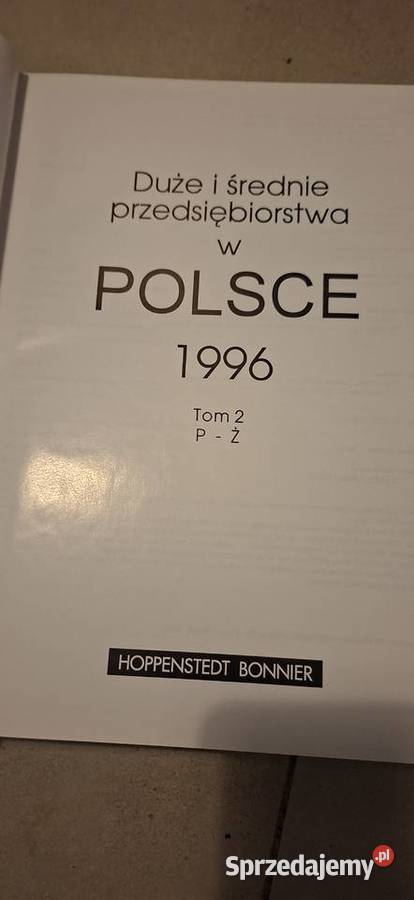 Duże i średnie
przedsiębiorstwa
w
POLSCE
1996
Tom 2
P - Ż
HOPPENSTEDT BONNIER
Sprzedajemy.pl